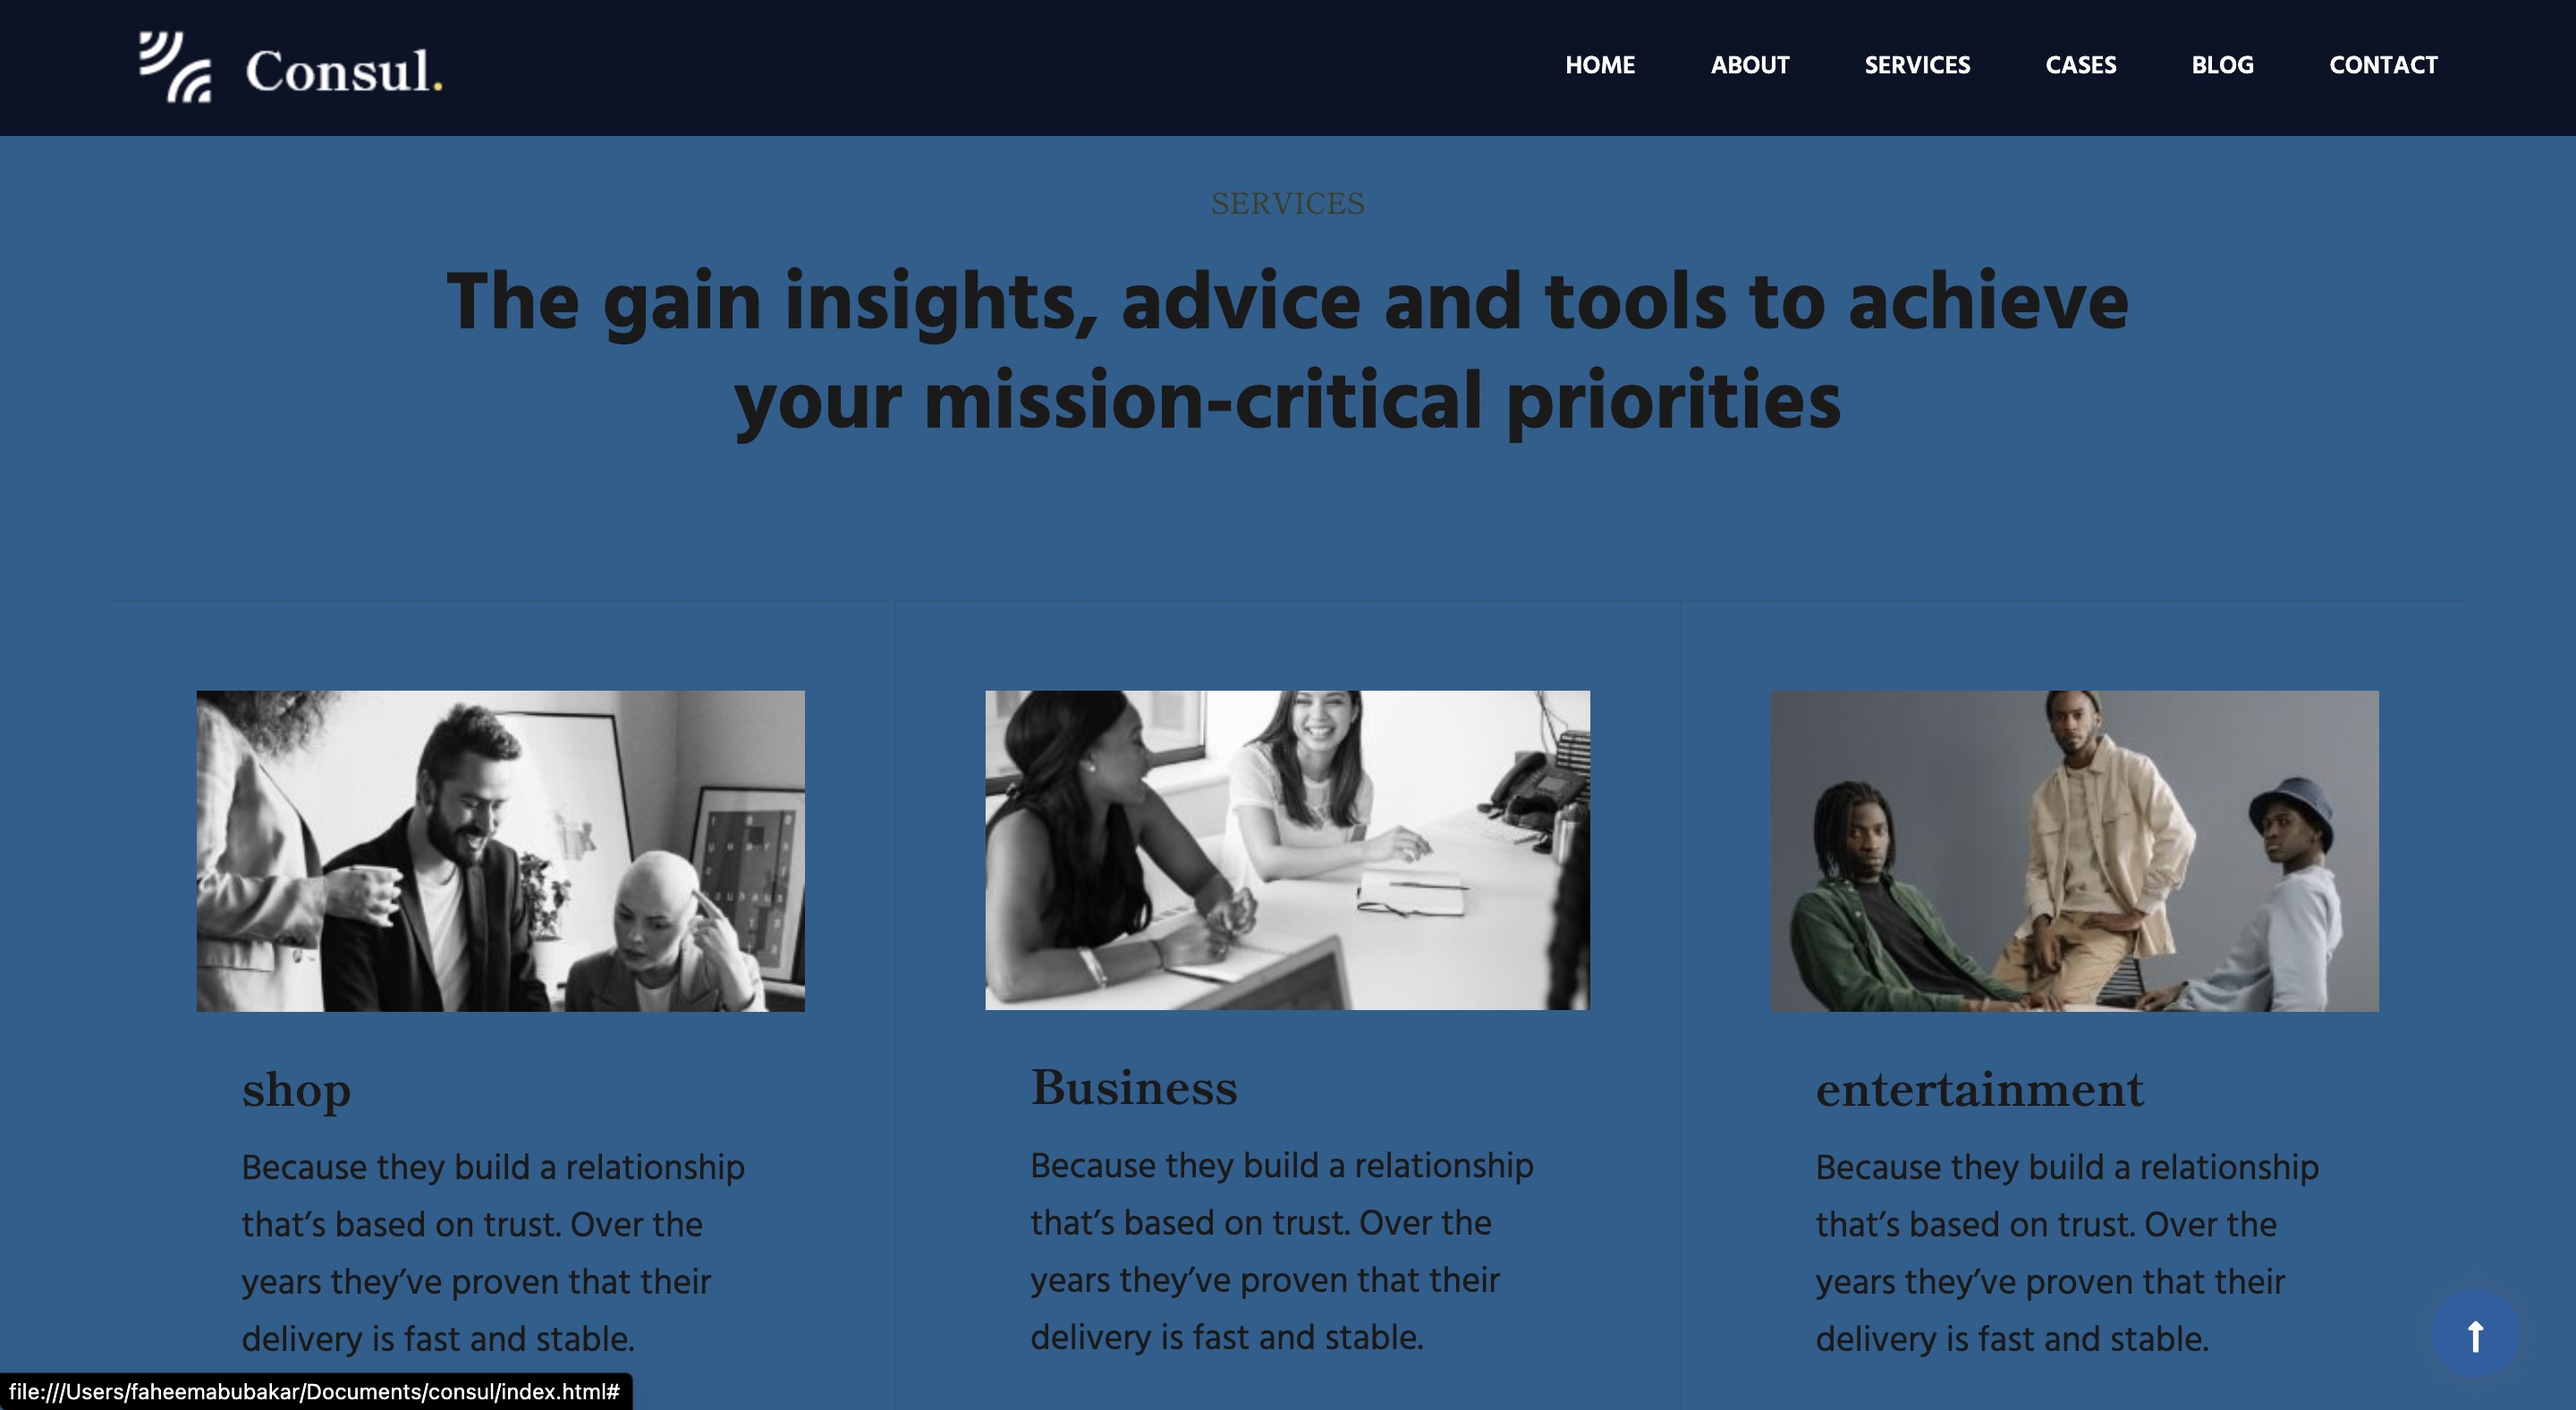 Consul.
HOME ABOUT SERVICES CASES BLOG CONTACT
SERVICES
The gain insights, advice and tools to achieve
your mission-critical priorities
shop
Because they build a relationship
that’s based on trust. Over the
years they’ve proven that their
delivery is fast and stable.
Business
Because they build a relationship
that’s based on trust. Over the
years they’ve proven that their
delivery is fast and stable.
entertainment
Because they build a relationship
that’s based on trust. Over the
years they’ve proven that their
delivery is fast and stable.
file:///Users/faheemabubakar/Documents/consul/index.html#